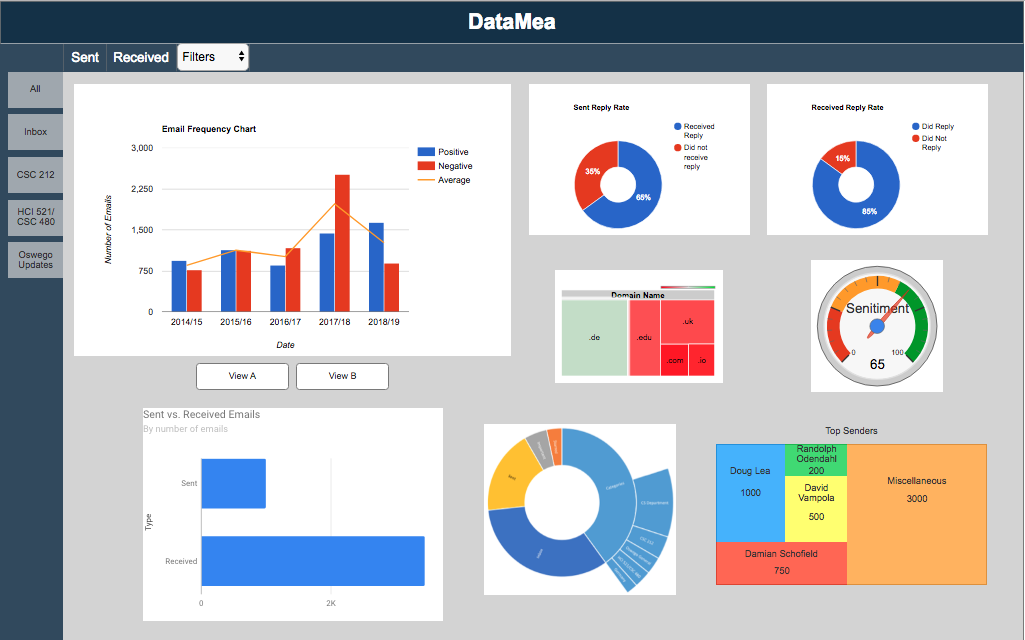 DataMea
Sent
Received
Filters
All
Inbox
CSC 212
HCI 521/
CSC 480
Oswego
Updates
Email Frequency Chart
Number of Emails
3,000
2,250
1,500
750
0
2014/15
2015/16
2016/17
2017/18
2018/19
Date
Positive
Negative
Average
View A
View B
Sent Reply Rate
35%
65%
Received
Reply
Did not
receive
reply
Received Reply Rate
15%
85%
Did Reply
Did Not
Reply
Domain Name
.de
.edu
.uk
.com
.io
Senitiment
0
100
65
Sent vs. Received Emails
By number of emails
Type
Sent
Received
0
2K
Top Senders
Doug Lea
1000
Randolph
Odendahl
200
David
Vampola
500
Damian Schofield
750
Miscellaneous
3000